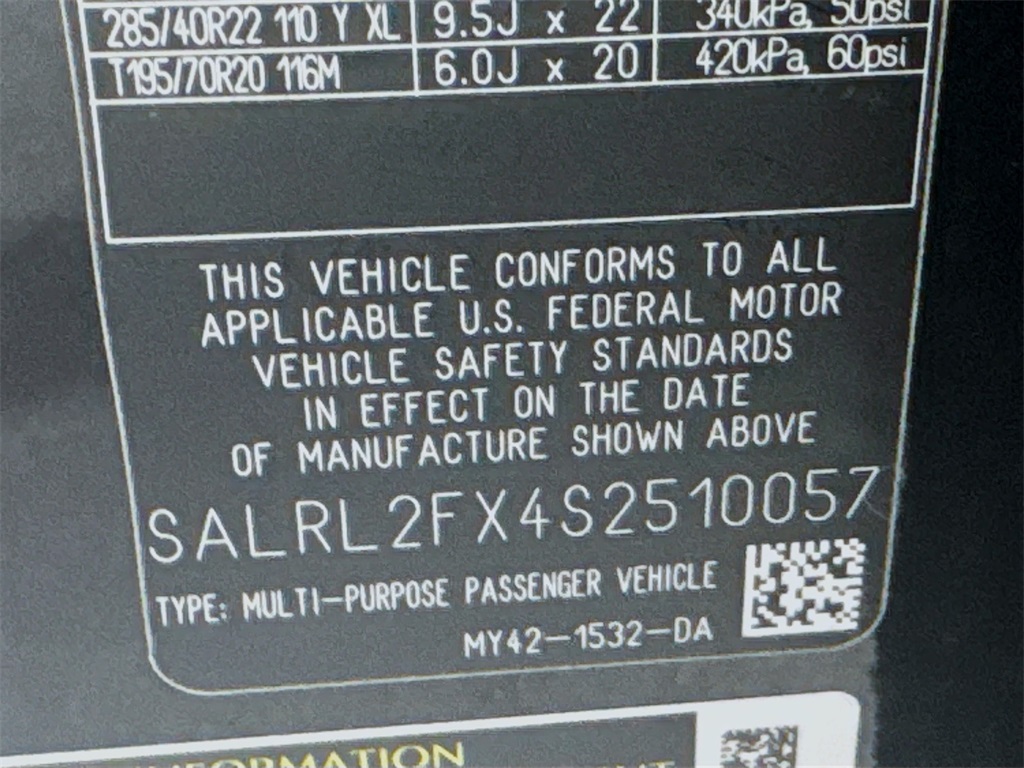 285/40R22 110 Y XL 9.5J x 22 340kPa, 50psi
T195/70R20 116M 6.0J x 20 420kPa, 60psi
THIS VEHICLE CONFORMS TO ALL
APPLICABLE U.S. FEDERAL MOTOR
VEHICLE SAFETY STANDARDS
IN EFFECT ON THE DATE
OF MANUFACTURE SHOWN ABOVE
SALRL2FX4S2510057
TYPE: MULTI-PURPOSE PASSENGER VEHICLE
MY42-1532-DA
INFORMATION